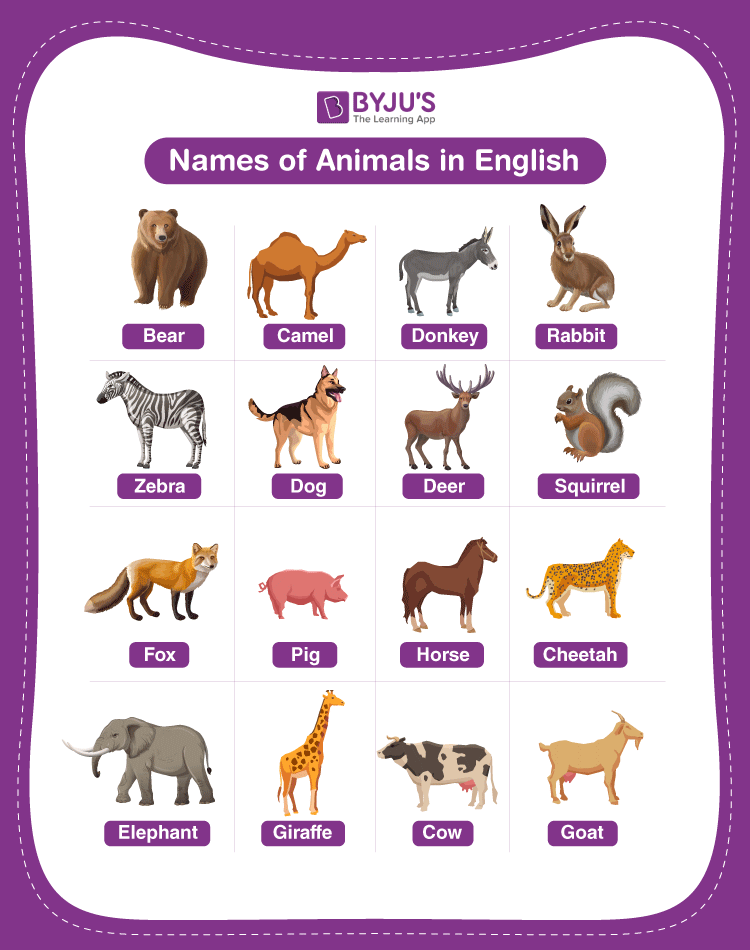 BYJU'S
The Learning App
Names of Animals in English
Bear
Camel
Donkey
Rabbit
Zebra
Dog
Deer
Squirrel
Fox
Pig
Horse
Cheetah
Elephant
Giraffe
Cow
Goat